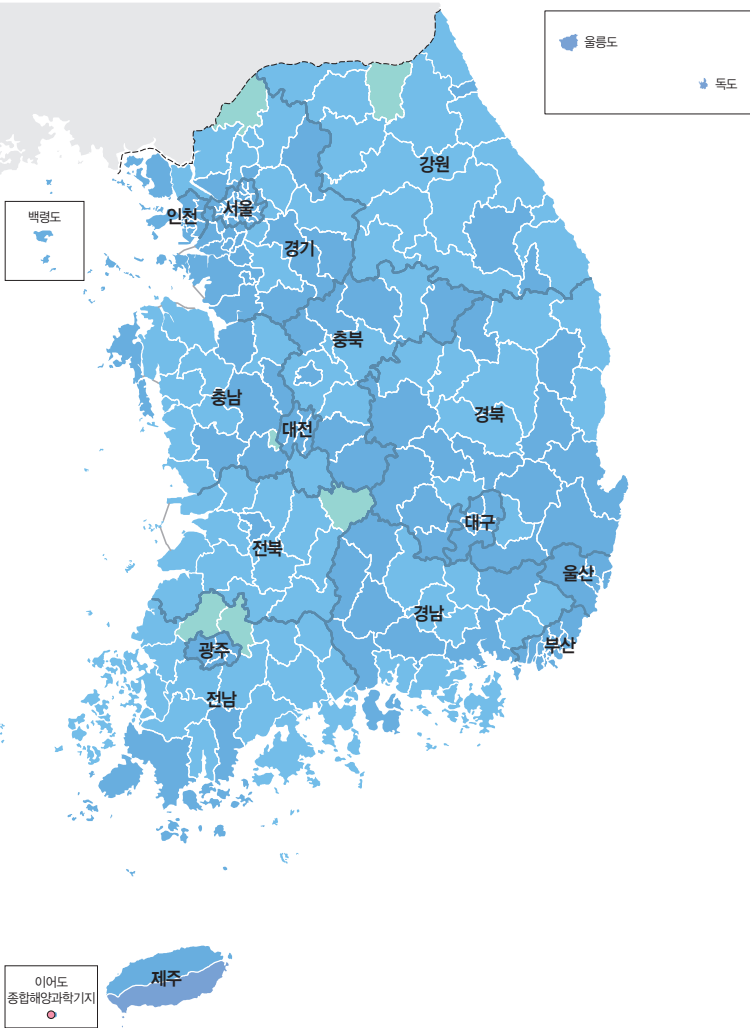 울릉도
독도
강원
백령도
인천
서울
경기
충북
충남
경북
대전
대구
전북
울산
경남
부산
광주
전남
제주
이어도
종합해양과학기지